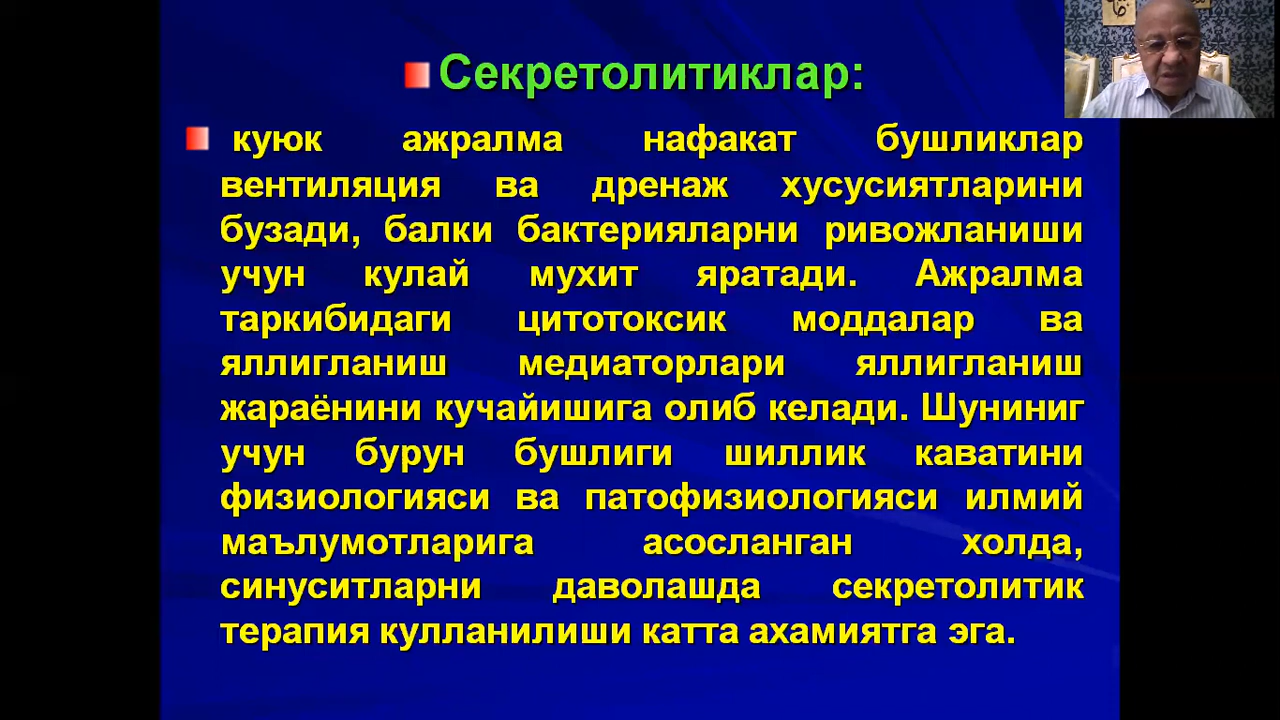 Секретолитиклар:
куюк ажралма нафакат бушликлар
вентиляция ва дренаж хусусиятларини
бузади, балки бактерияларни ривожланиши
учун кулай мухит яратади. Ажралма
таркибидаги цитотоксик моддалар ва
яллигланиш медиаторлари яллигланиш
жараёнини кучайишига олиб келади. Шуниниг
учун бурун бушлиги шиллик каватини
физиологияси ва патофизиологияси илмий
маълумотларига асосланган холда,
синуситларни даволашда секретолитик
терапия кулланилиши катта ахамиятга эга.